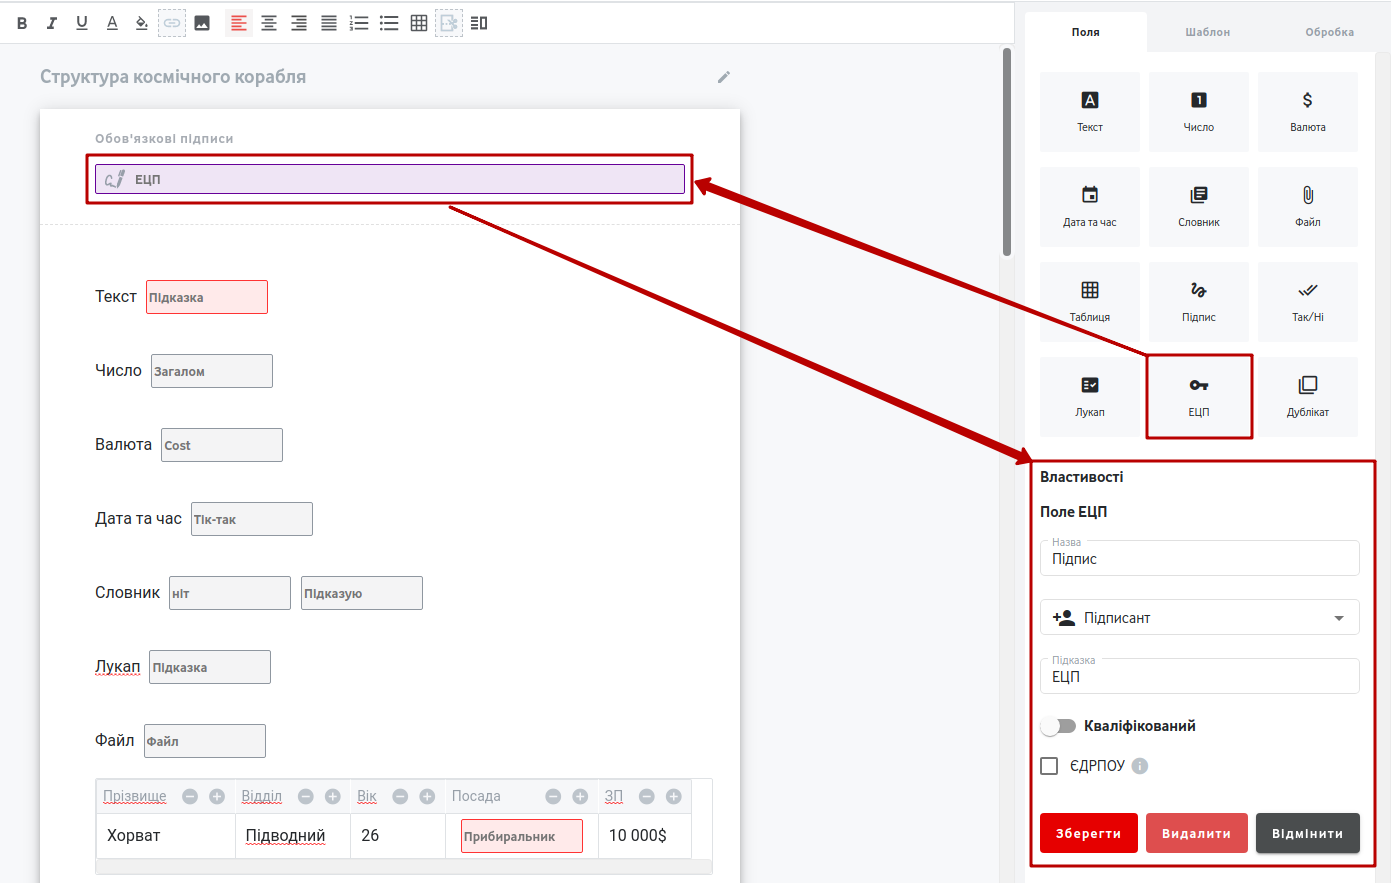 Поля
Шаблон
Обробка
Структура космічного корабля
Обов'язкові підписи
ЕЦП
Текст Підказка
Число Загалом
Валюта Cost
Дата та час Тік-так
Словник ніт Підказую
Лукап Підказка
Файл Файл
Прізвище Відділ Вік Посада ЗП
Хорват Підводний 26 Прибиральник 10 000$
Текст Число Валюта
Дата та час Словник Файл
Таблиця Підпис Так/Ні
Лукап ЕЦП Дублікат
Властивості
Поле ЕЦП
Назва
Підпис
Підписант
Підказка
ЕЦП
Кваліфікований
ЄДРПОУ
Зберегти Видалити Відмінити